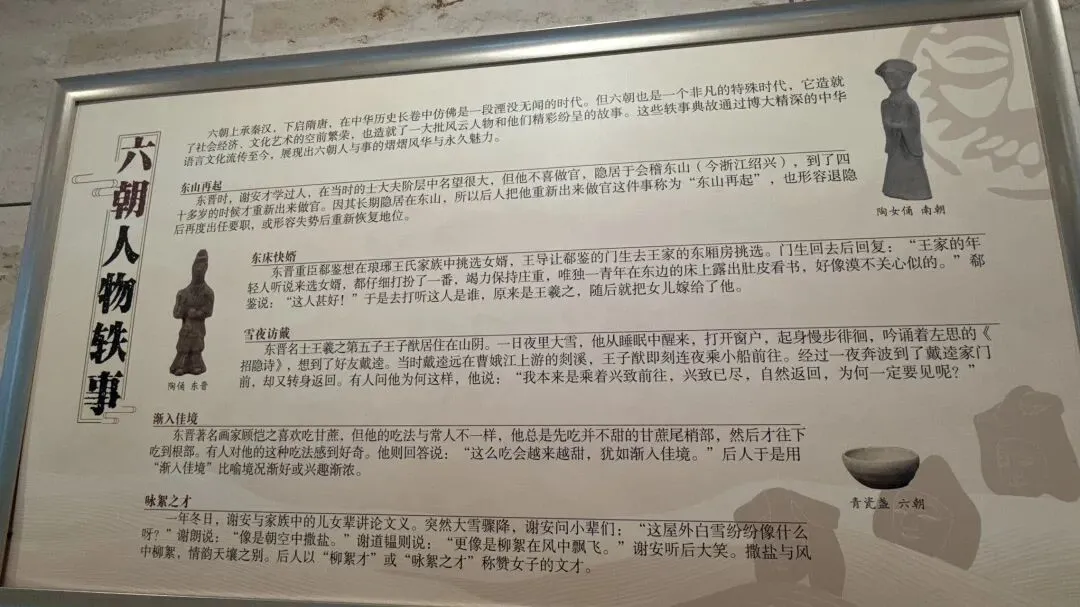 六朝人物轶事
六朝上承秦汉，下启隋唐，在中华历史长卷中仿佛是一段湮没无闻的时代。但六朝也是一个非凡的特殊时代，它造就
了社会经济、文化艺术的空前繁荣，也造就了一大批风云人物和他们精彩纷呈的故事。这些轶事典故通过博大精深的中华
语言文化流传至今，展现出六朝人与事的熠熠风华与永久魅力。
东山再起
东晋时，谢安才学过人，在当时的士大夫阶层中名望很大，但他不喜做官，隐居于会稽东山（今浙江绍兴），到了四
十多岁的时候才重新出来做官。因其长期隐居在东山，所以后人把他重新出来做官这件事称为“东山再起”，也形容退隐
后再度出任要职，或形容失势后重新恢复地位。
陶女俑 南朝
东床快婿
东晋重臣郗鉴想在琅琊王氏家族中挑选女婿，王导让郗鉴的门生去王家的东厢房挑选。门生回去后回复：“王家的年
轻人听说来选女婿，都仔细打扮了一番，竭力保持庄重，唯独一青年在东边的床上露出肚皮看书，好像漠不关心似的。”郗
鉴说：“这人甚好！”于是去打听这人是谁，原来是王羲之，随后就把女儿嫁给了他。
陶俑 东晋
雪夜访戴
东晋名士王羲之第五子王子猷居住在山阴。一日夜里大雪，他从睡眠中醒来，打开窗户，起身慢步徘徊，吟诵着左思的《
招隐诗》，想到了好友戴逵。当时戴逵远在曹娥江上游的剡溪，王子猷即刻连夜乘小船前往。经过一夜奔波到了戴逵家门
前，却又转身返回。有人问他为何这样，他说：“我本来是乘着兴致前往，兴致已尽，自然返回，为何一定要见呢？”
渐入佳境
东晋著名画家顾恺之喜欢吃甘蔗，但他的吃法与常人不一样，他总是先吃并不甜的甘蔗尾梢部，然后才往下
吃到根部。有人对他的这种吃法感到好奇。他则回答说：“这么吃会越来越甜，犹如渐入佳境。”后人于是用
“渐入佳境”比喻境况渐好或兴趣渐浓。
青瓷盏 六朝
咏絮之才
一年冬日，谢安与家族中的儿女辈讲论文义。突然大雪骤降，谢安问小辈们：“这屋外白雪纷纷像什么
呀？”谢朗说：“像是朝空中撒盐。”谢道韫则说：“更像是柳絮在风中飘飞。”谢安听后大笑。撒盐与风
中柳絮，情韵天壤之别。后人以“柳絮才”或“咏絮之才”称赞女子的文才。